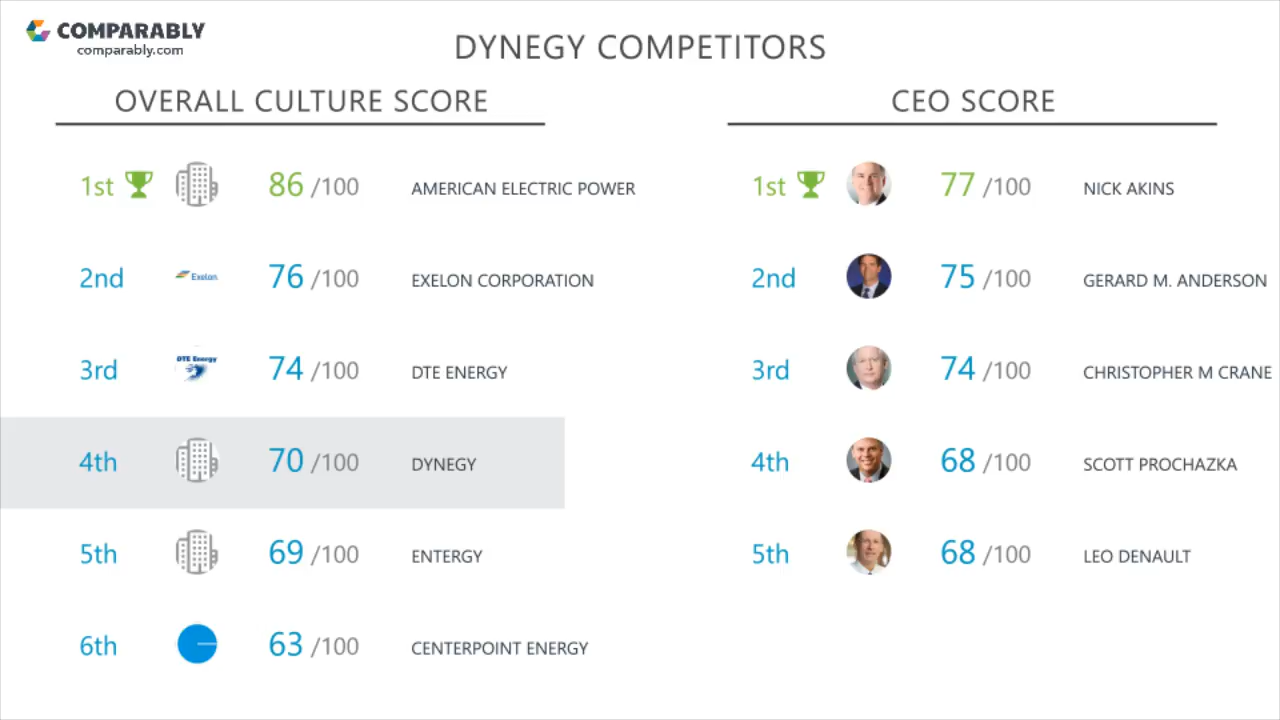 COMPARABLY
comparably.com
DYNEGY COMPETITORS
OVERALL CULTURE SCORE
1st 86 /100 AMERICAN ELECTRIC POWER
2nd Exelon 76 /100 EXELON CORPORATION
3rd DTE Energy 74 /100 DTE ENERGY
4th 70 /100 DYNEGY
5th 69 /100 ENTERGY
6th 63 /100 CENTERPOINT ENERGY
CEO SCORE
1st 77 /100 NICK AKINS
2nd 75 /100 GERARD M. ANDERSON
3rd 74 /100 CHRISTOPHER M CRANE
4th 68 /100 SCOTT PROCHAZKA
5th 68 /100 LEO DENAULT